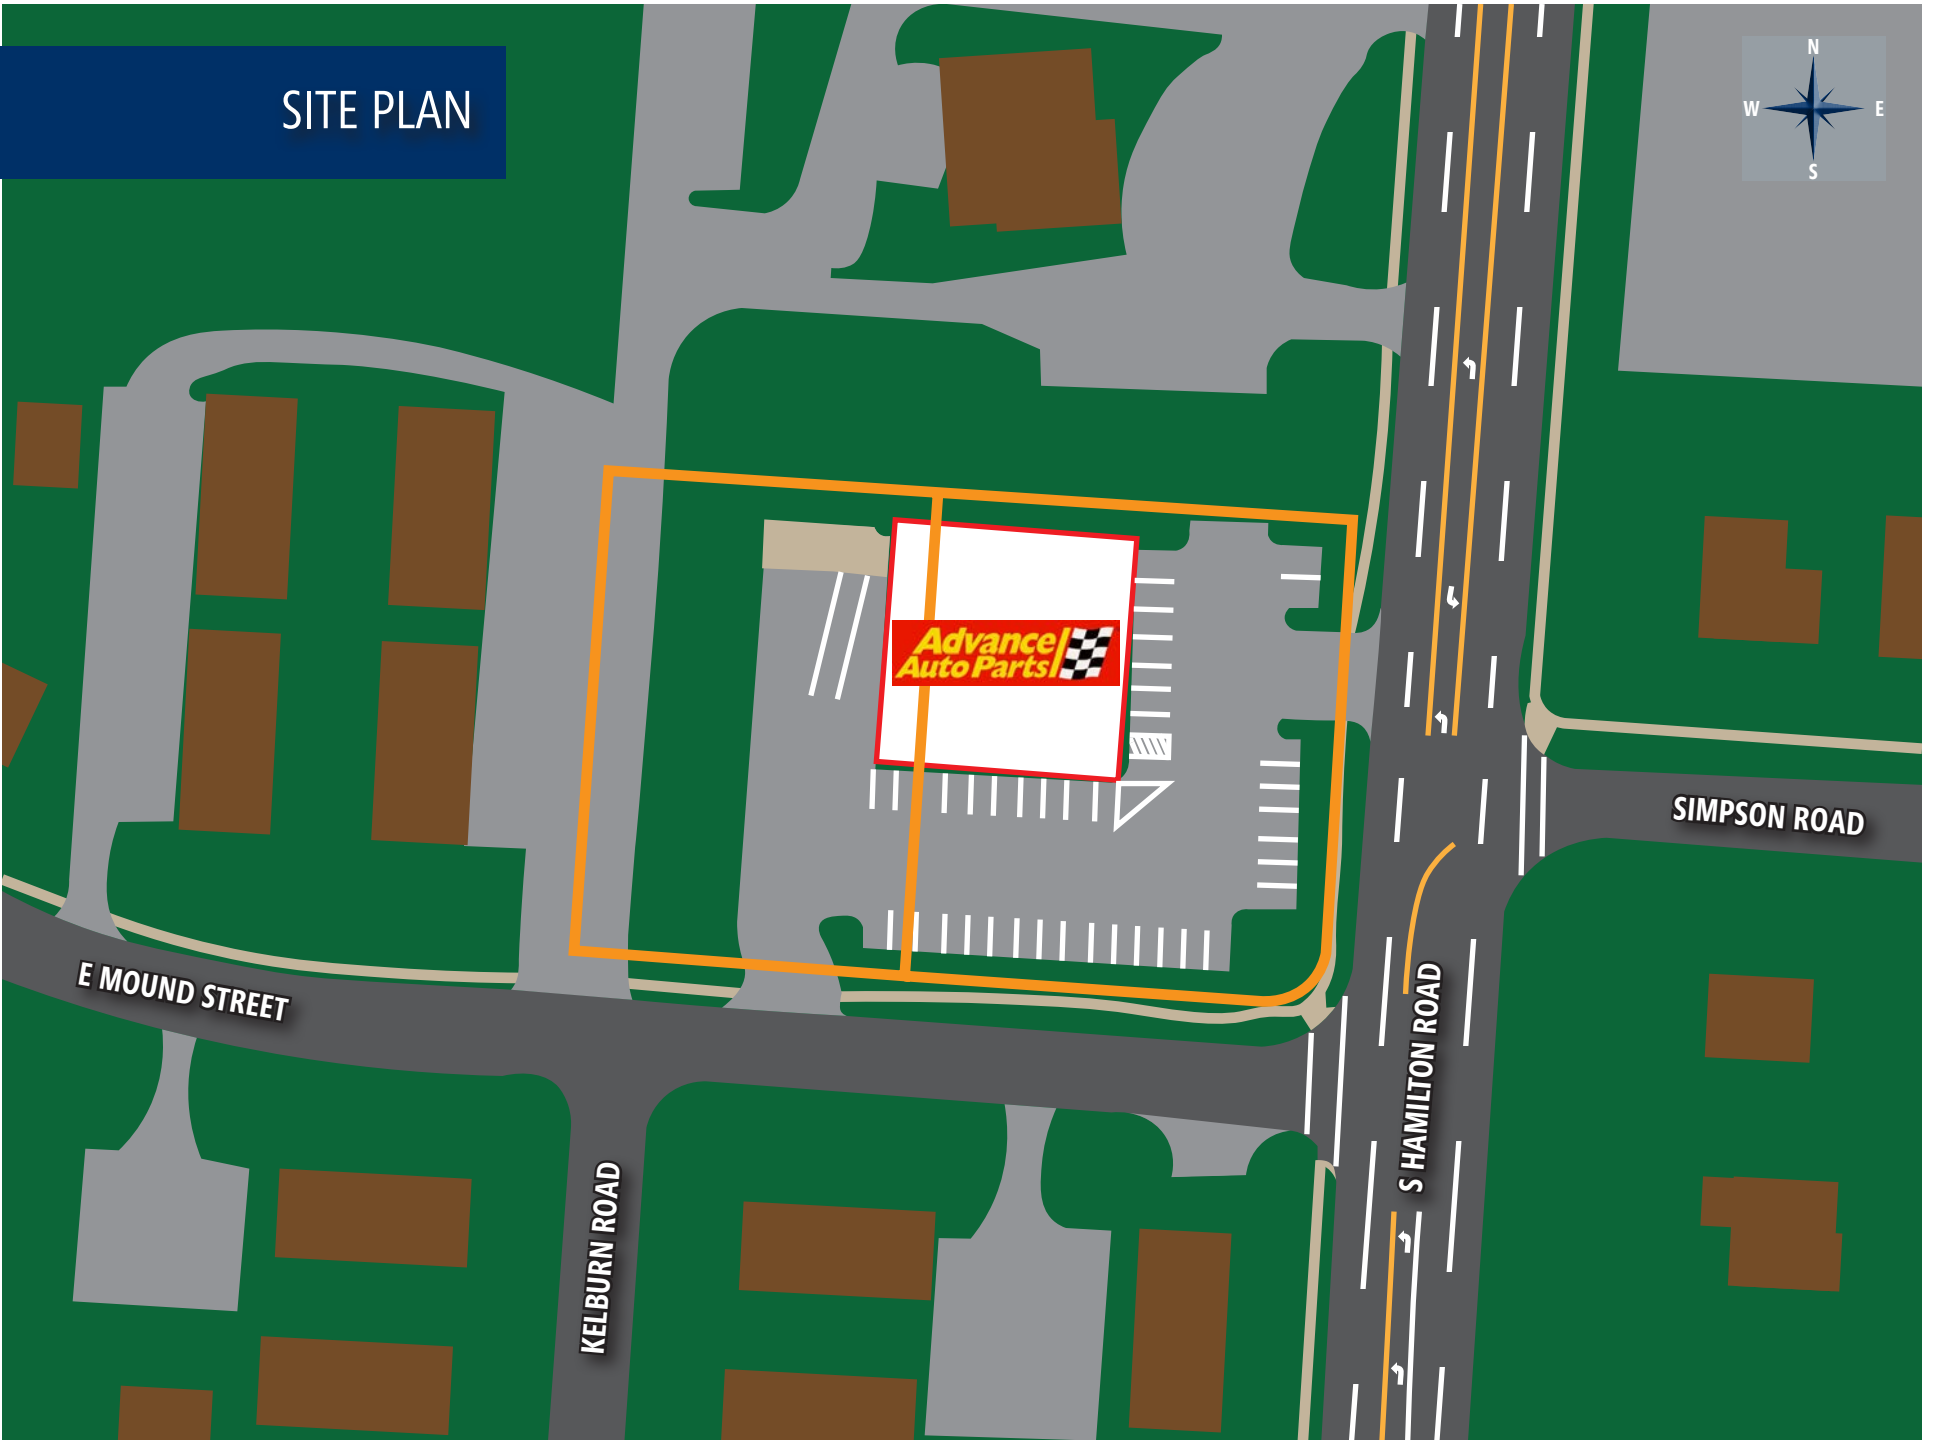 SITE PLAN
N
W
E
S
Advance
Auto Parts
SIMPSON ROAD
E MOUND STREET
S HAMILTON ROAD
KELBURN ROAD